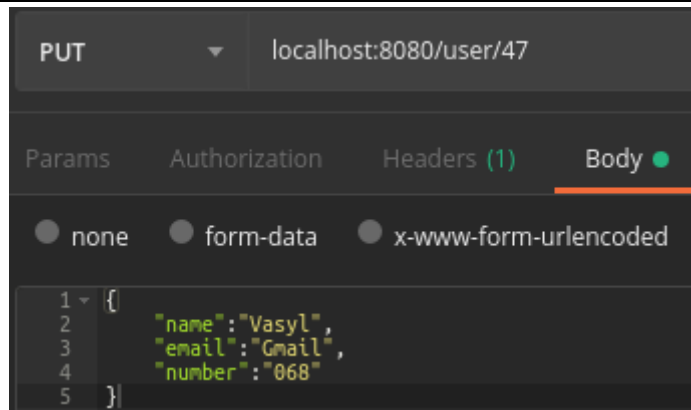 PUT localhost:8080/user/47
Params Authorization Headers (1) Body
none form-data x-www-form-urlencoded
1 {
2 "name":"Vasyl",
3 "email":"Gmail",
4 "number":"068"
5 }